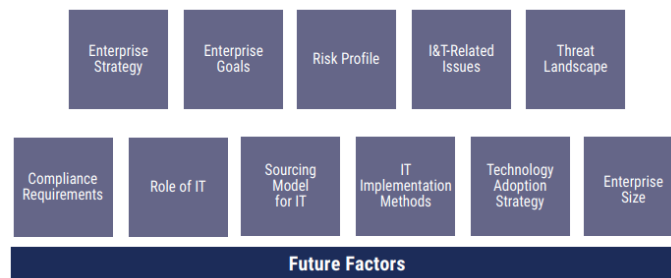 Enterprise
Strategy
Enterprise
Goals
Risk Profile
I&T-Related
Issues
Threat
Landscape
Compliance
Requirements
Role of IT
Sourcing
Model
for IT
IT
Implementation
Methods
Technology
Adoption
Strategy
Enterprise
Size
Future Factors